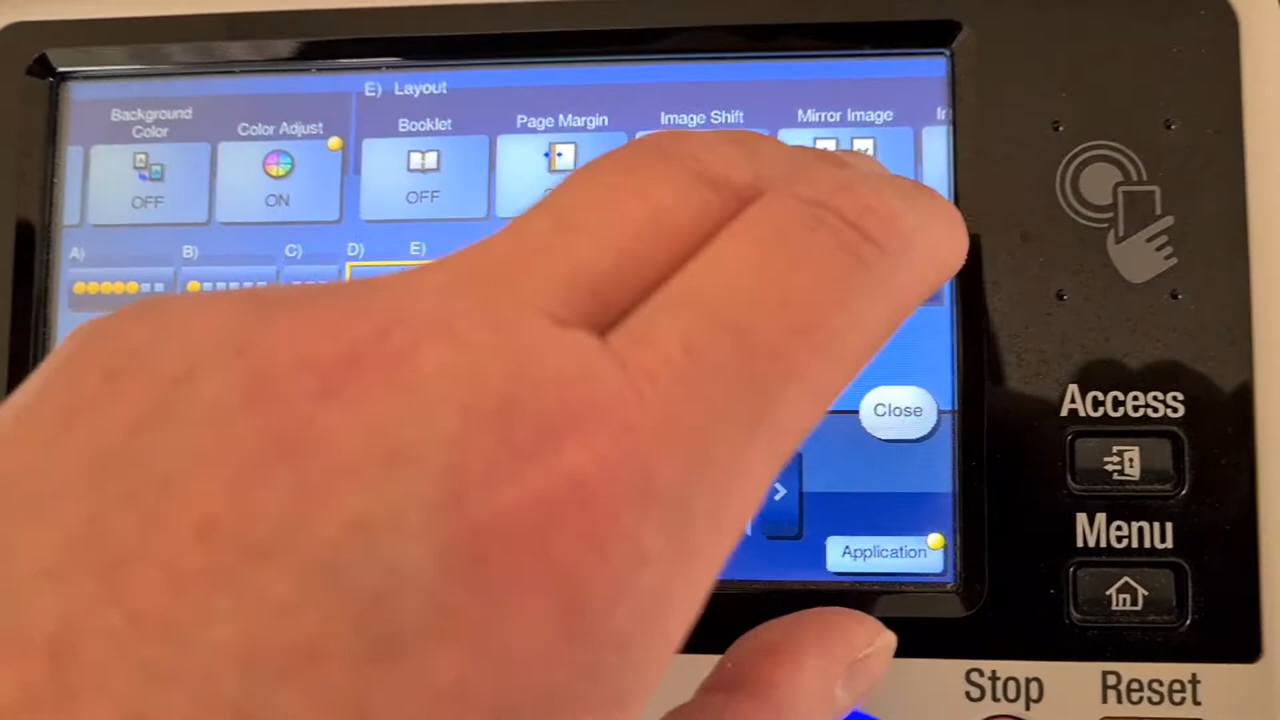 E) Layout
Background
Color
Color Adjust
Booklet
Page Margin
Image Shift
Mirror Image
OFF
ON
OFF
A)
B)
C)
D)
E)
Close
Application
Access
Menu
Stop
Reset